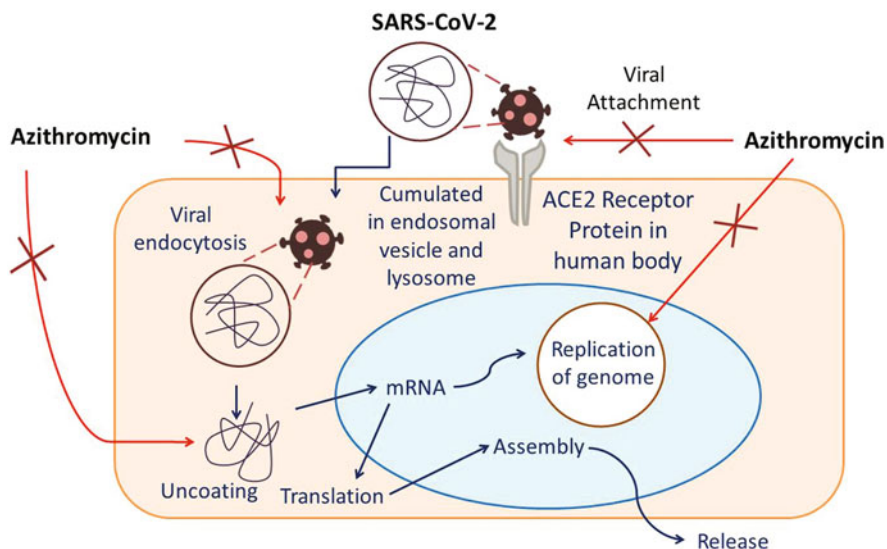 SARS-CoV-2
Viral
Attachment
Azithromycin
Azithromycin
Viral
endocytosis
Cumulated
in endosomal
vesicle and
lysosome
ACE2 Receptor
Protein in
human body
Replication
of genome
mRNA
Assembly
Uncoating
Translation
Release